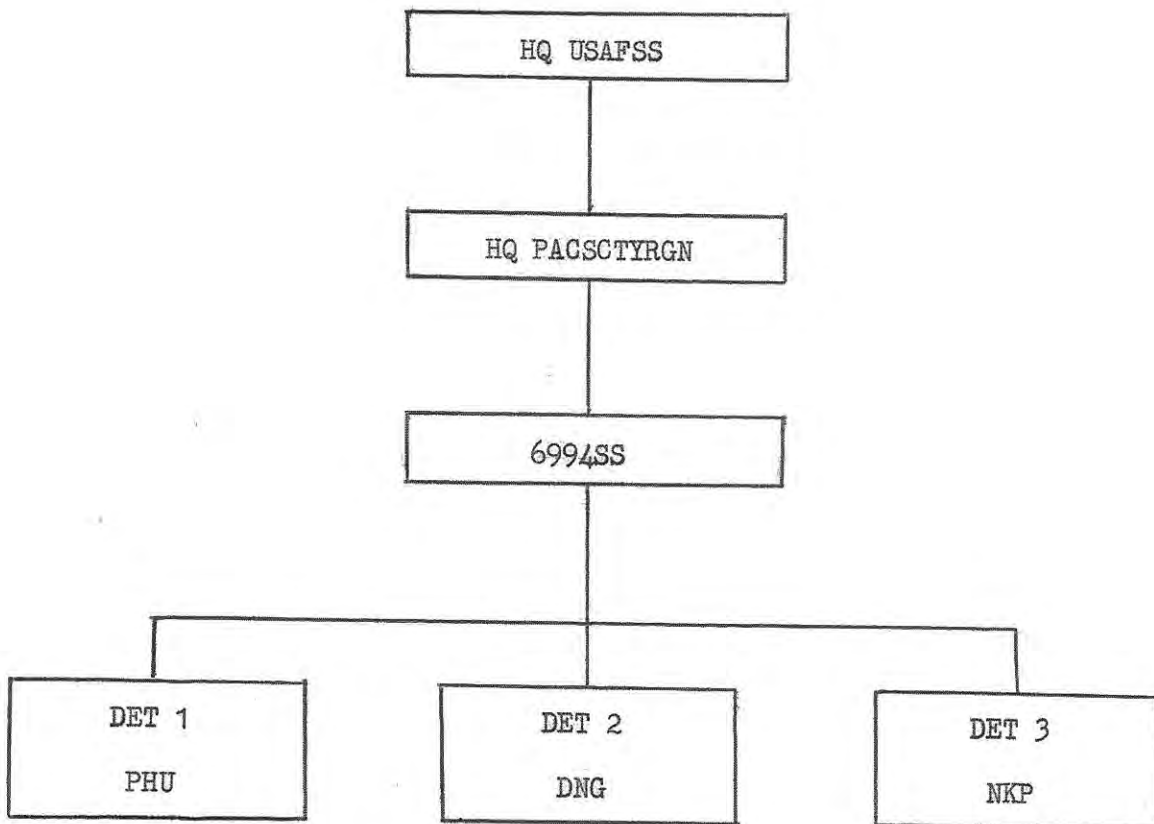 HQ USAFSS
HQ PACSCTYRGN
6994SS
DET 1
PHU
DET 2
DNG
DET 3
NKP